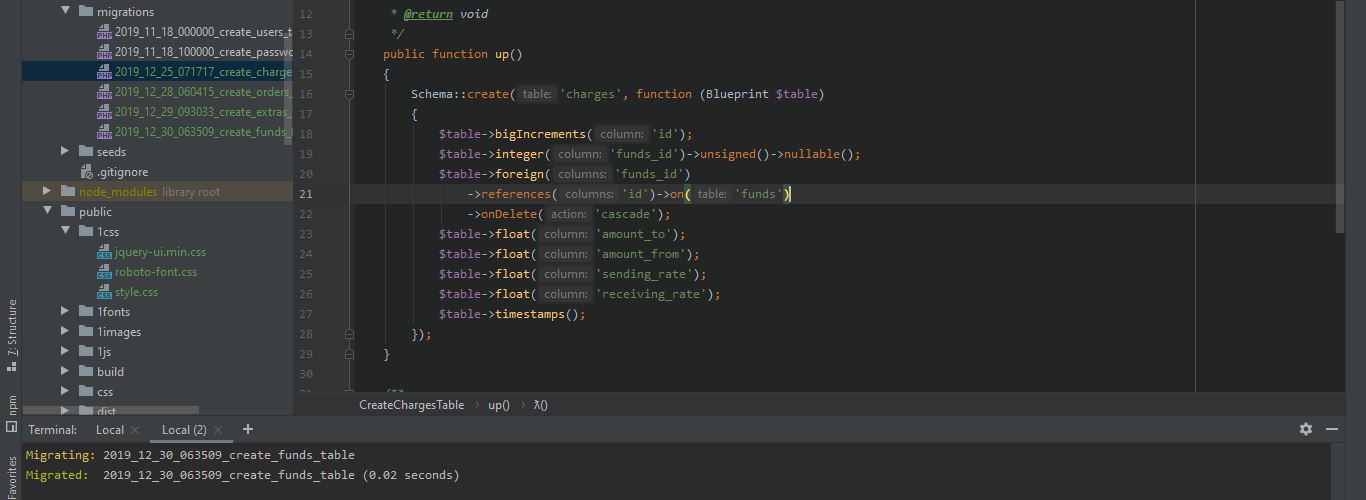 migrations
2019_11_18_000000_create_users_t
2019_11_18_100000_create_passwo
2019_12_25_071717_create_charge
2019_12_28_060415_create_orders_
2019_12_29_093033_create_extras_
2019_12_30_063509_create_funds_t
seeds
.gitignore
node_modules library root
public
1css
jquery-ui.min.css
roboto-font.css
style.css
1fonts
1images
1js
build
css
dist
12 * @return void
13 */
14 public function up()
15 {
16 Schema::create( table: 'charges', function (Blueprint $table)
17 {
18 $table->bigIncrements( column: 'id');
19 $table->integer( column: 'funds_id')->unsigned()->nullable();
20 $table->foreign( columns: 'funds_id')
21 ->references( columns: 'id')->on( table: 'funds')
22 ->onDelete( action: 'cascade');
23 $table->float( column: 'amount_to');
24 $table->float( column: 'amount_from');
25 $table->float( column: 'sending_rate');
26 $table->float( column: 'receiving_rate');
27 $table->timestamps();
28 });
29 }
30
31 /**
CreateChargesTable > up() > λ()
Z: Structure
npm
Favorites
Terminal: Local × Local (2) × +
Migrating: 2019_12_30_063509_create_funds_table
Migrated: 2019_12_30_063509_create_funds_table (0.02 seconds)